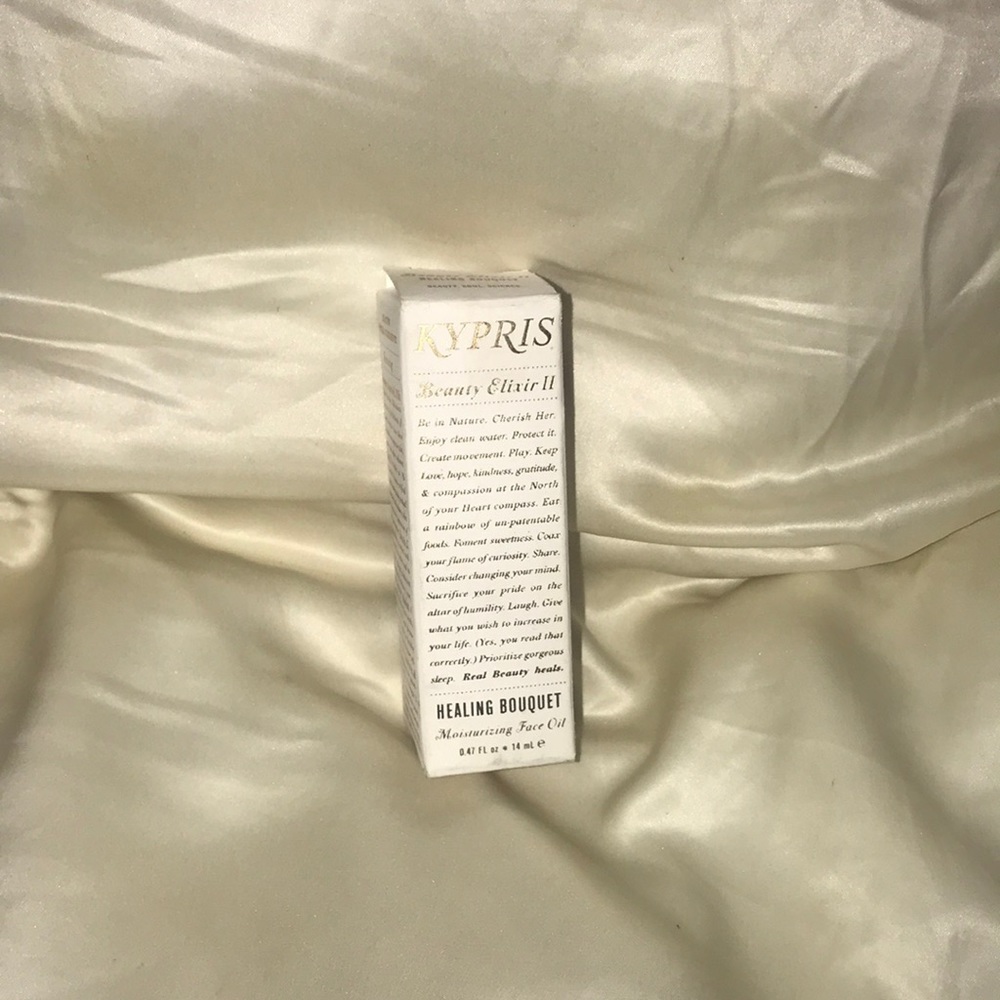 HEALING BOUQUET
KYPRIS
Beauty Elixir II
Be in Nature. Cherish Her.
Enjoy clean water. Protect it.
Create movement. Play. Keep
Love, hope, kindness, gratitude,
& compassion at the North
of your Heart compass. Eat
a rainbow of un-patentable
foods. Foment sweetness. Coax
your flame of curiosity. Share.
Consider changing your mind.
Sacrifice your pride on the
altar of humility. Laugh. Give
what you wish to increase in
your life. (Yes, you read that
correctly.) Prioritize gorgeous
sleep. Real Beauty heals.
HEALING BOUQUET
Moisturizing Face Oil
0.47 FL oz • 14 mL ℮